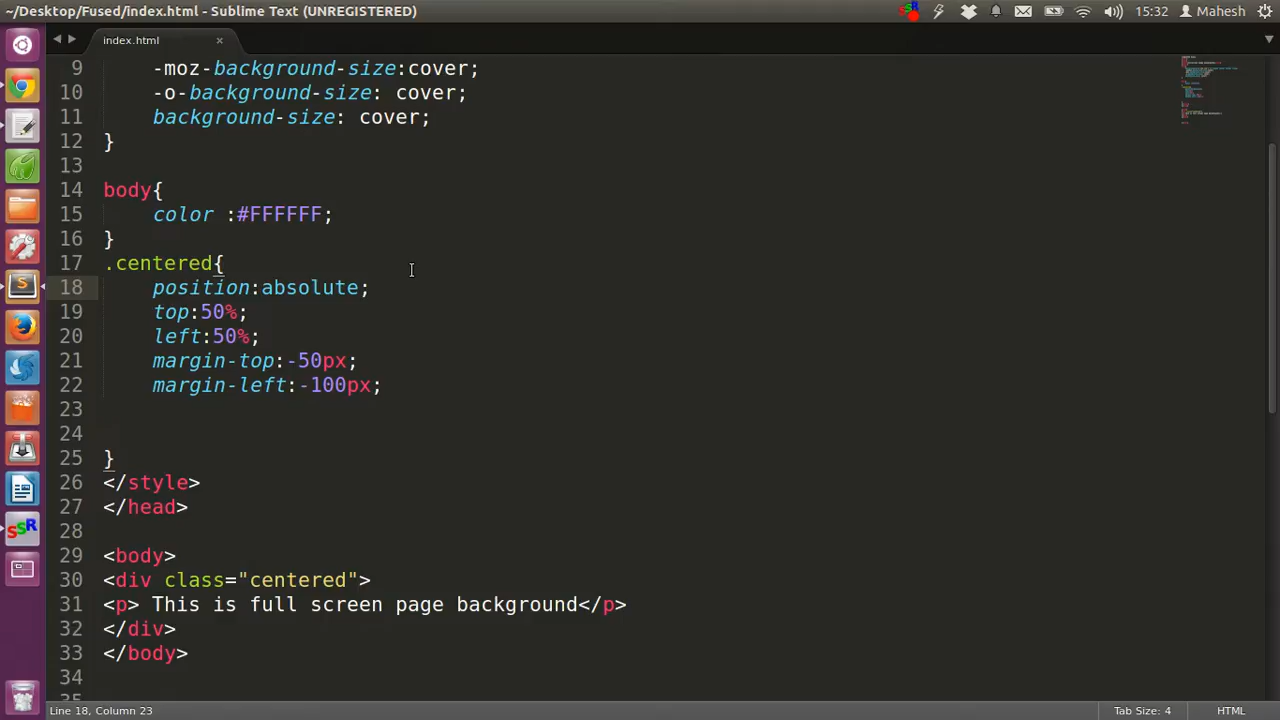 ~/Desktop/Fused/index.html - Sublime Text (UNREGISTERED)
15:32 Mahesh
index.html ×
9 -moz-background-size:cover;
10 -o-background-size: cover;
11 background-size: cover;
12 }
13
14 body{
15 color :#FFFFFF;
16 }
17 .centered{
18 position:absolute;
19 top:50%;
20 left:50%;
21 margin-top:-50px;
22 margin-left:-100px;
23
24
25 }
26 </style>
27 </head>
28
29 <body>
30 <div class="centered">
31 <p> This is full screen page background</p>
32 </div>
33 </body>
34
35
Line 18, Column 23
Tab Size: 4
HTML